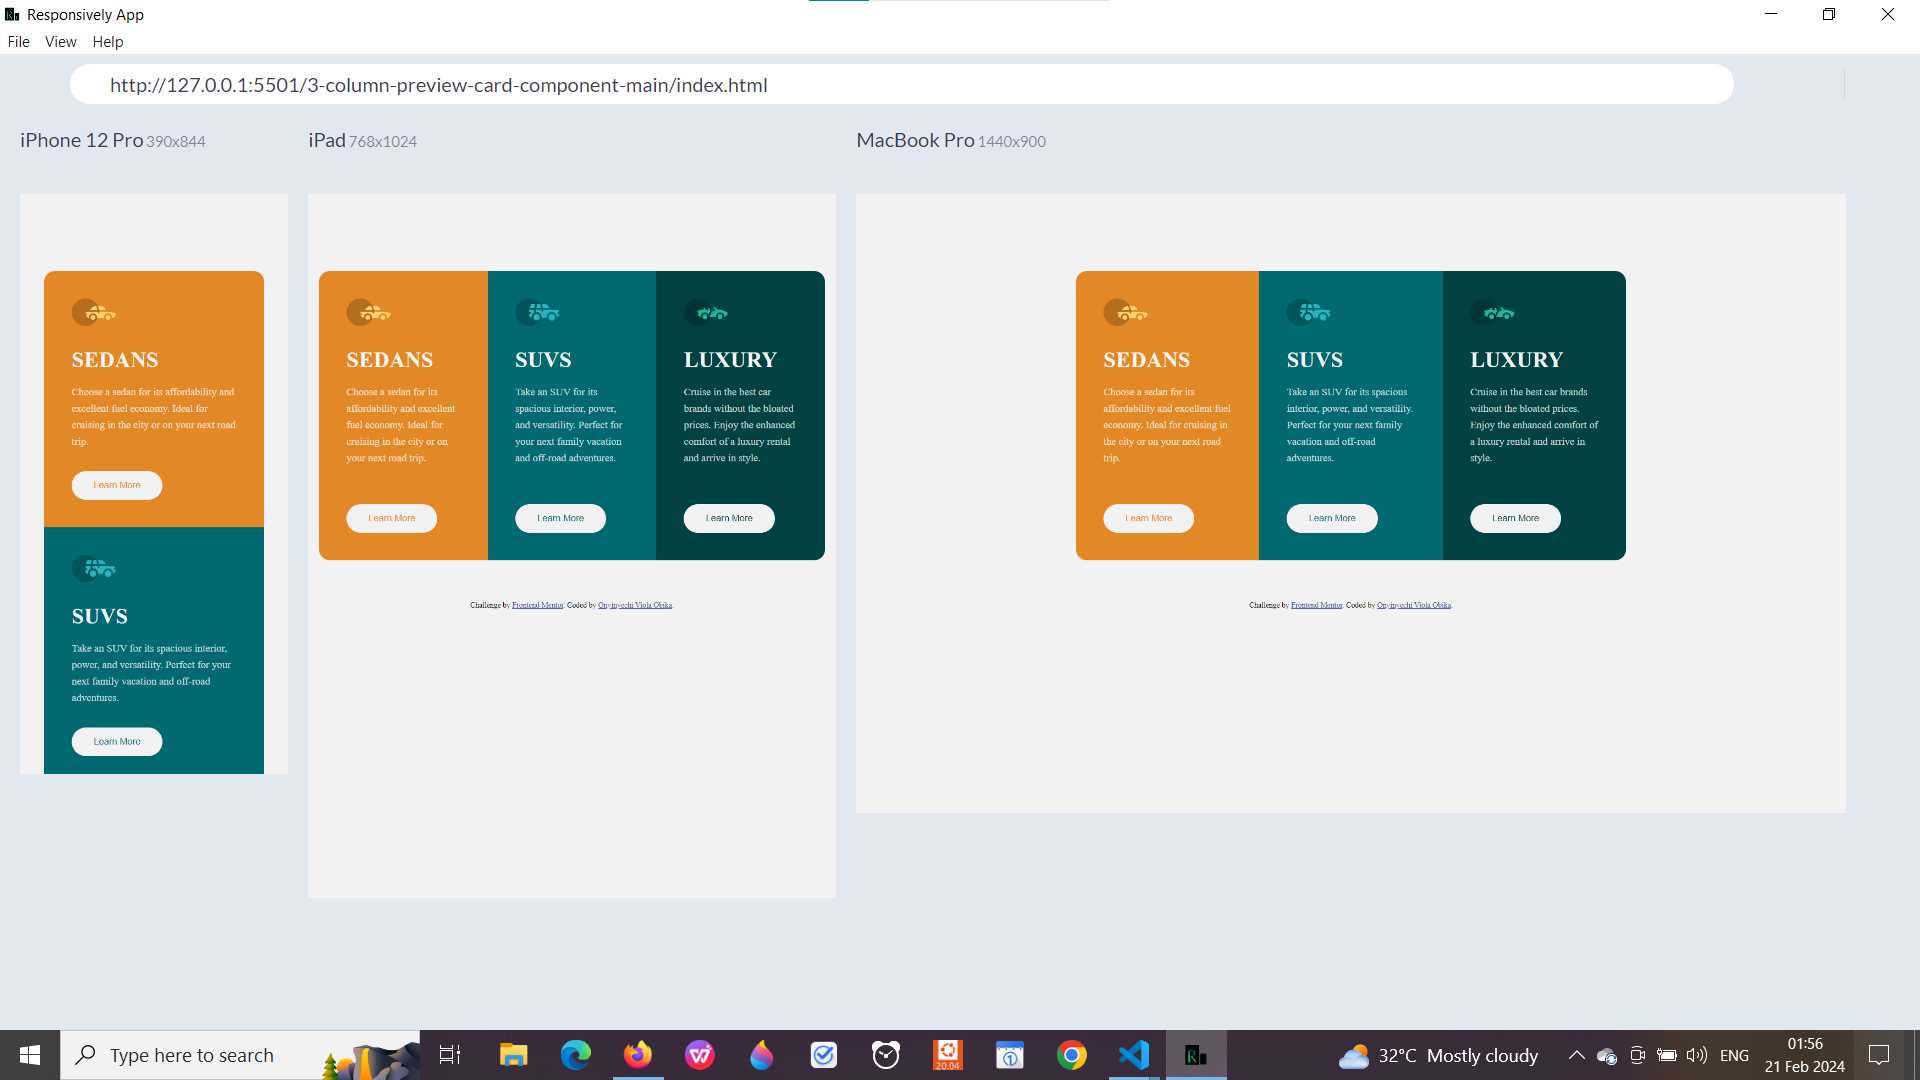 Responsively App
File View Help
http://127.0.0.1:5501/3-column-preview-card-component-main/index.html
iPhone 12 Pro 390x844
iPad 768x1024
MacBook Pro 1440x900
SEDANS
Choose a sedan for its affordability and
excellent fuel economy. Ideal for
cruising in the city or on your next road
trip.
Learn More
SUVS
Take an SUV for its spacious interior,
power, and versatility. Perfect for your
next family vacation and off-road
adventures.
Learn More
SEDANS
Choose a sedan for its
affordability and excellent
fuel economy. Ideal for
cruising in the city or on
your next road trip.
Learn More
SUVS
Take an SUV for its
spacious interior, power,
and versatility. Perfect for
your next family vacation
and off-road adventures.
Learn More
LUXURY
Cruise in the best car
brands without the bloated
prices. Enjoy the enhanced
comfort of a luxury rental
and arrive in style.
Learn More
Challenge by Frontend Mentor. Coded by Onyinyechi Viola Obika.
SEDANS
Choose a sedan for its
affordability and excellent fuel
economy. Ideal for cruising in
the city or on your next road
trip.
Learn More
SUVS
Take an SUV for its spacious
interior, power, and versatility.
Perfect for your next family
vacation and off-road
adventures.
Learn More
LUXURY
Cruise in the best car brands
without the bloated prices.
Enjoy the enhanced comfort of
a luxury rental and arrive in
style.
Learn More
Challenge by Frontend Mentor. Coded by Onyinyechi Viola Obika.
Type here to search
20.04
1
32°C Mostly cloudy
ENG
01:56
21 Feb 2024